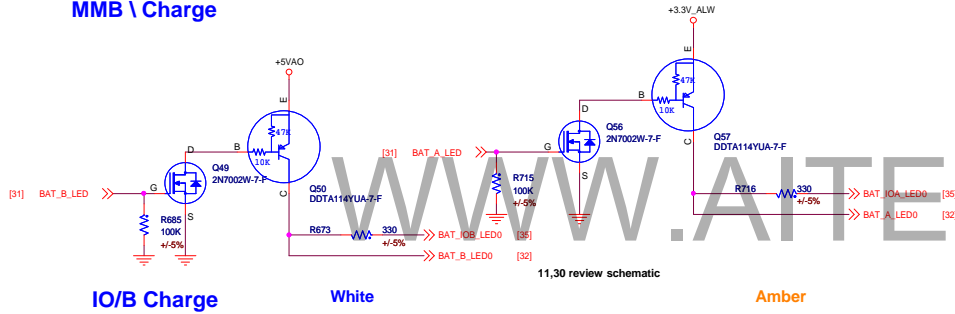 MMB \ Charge
+3.3V_ALW
+5VAO
E
47K
10K
B
C
D
G
S
Q56
2N7002W-7-F
Q57
DDTA114YUA-7-F
E
47K
10K
B
C
D
G
S
Q49
2N7002W-7-F
Q50
DDTA114YUA-7-F
[31] BAT_A_LED
R715
100K
+/-5%
[31] BAT_B_LED
R685
100K
+/-5%
R716 330
+/-5%
BAT_IOA_LED0 [35]
BAT_A_LED0 [32]
R673 330
+/-5%
BAT_IOB_LED0 [35]
BAT_B_LED0 [32]
WWW.AITE
11,30 review schematic
IO/B Charge
White
Amber